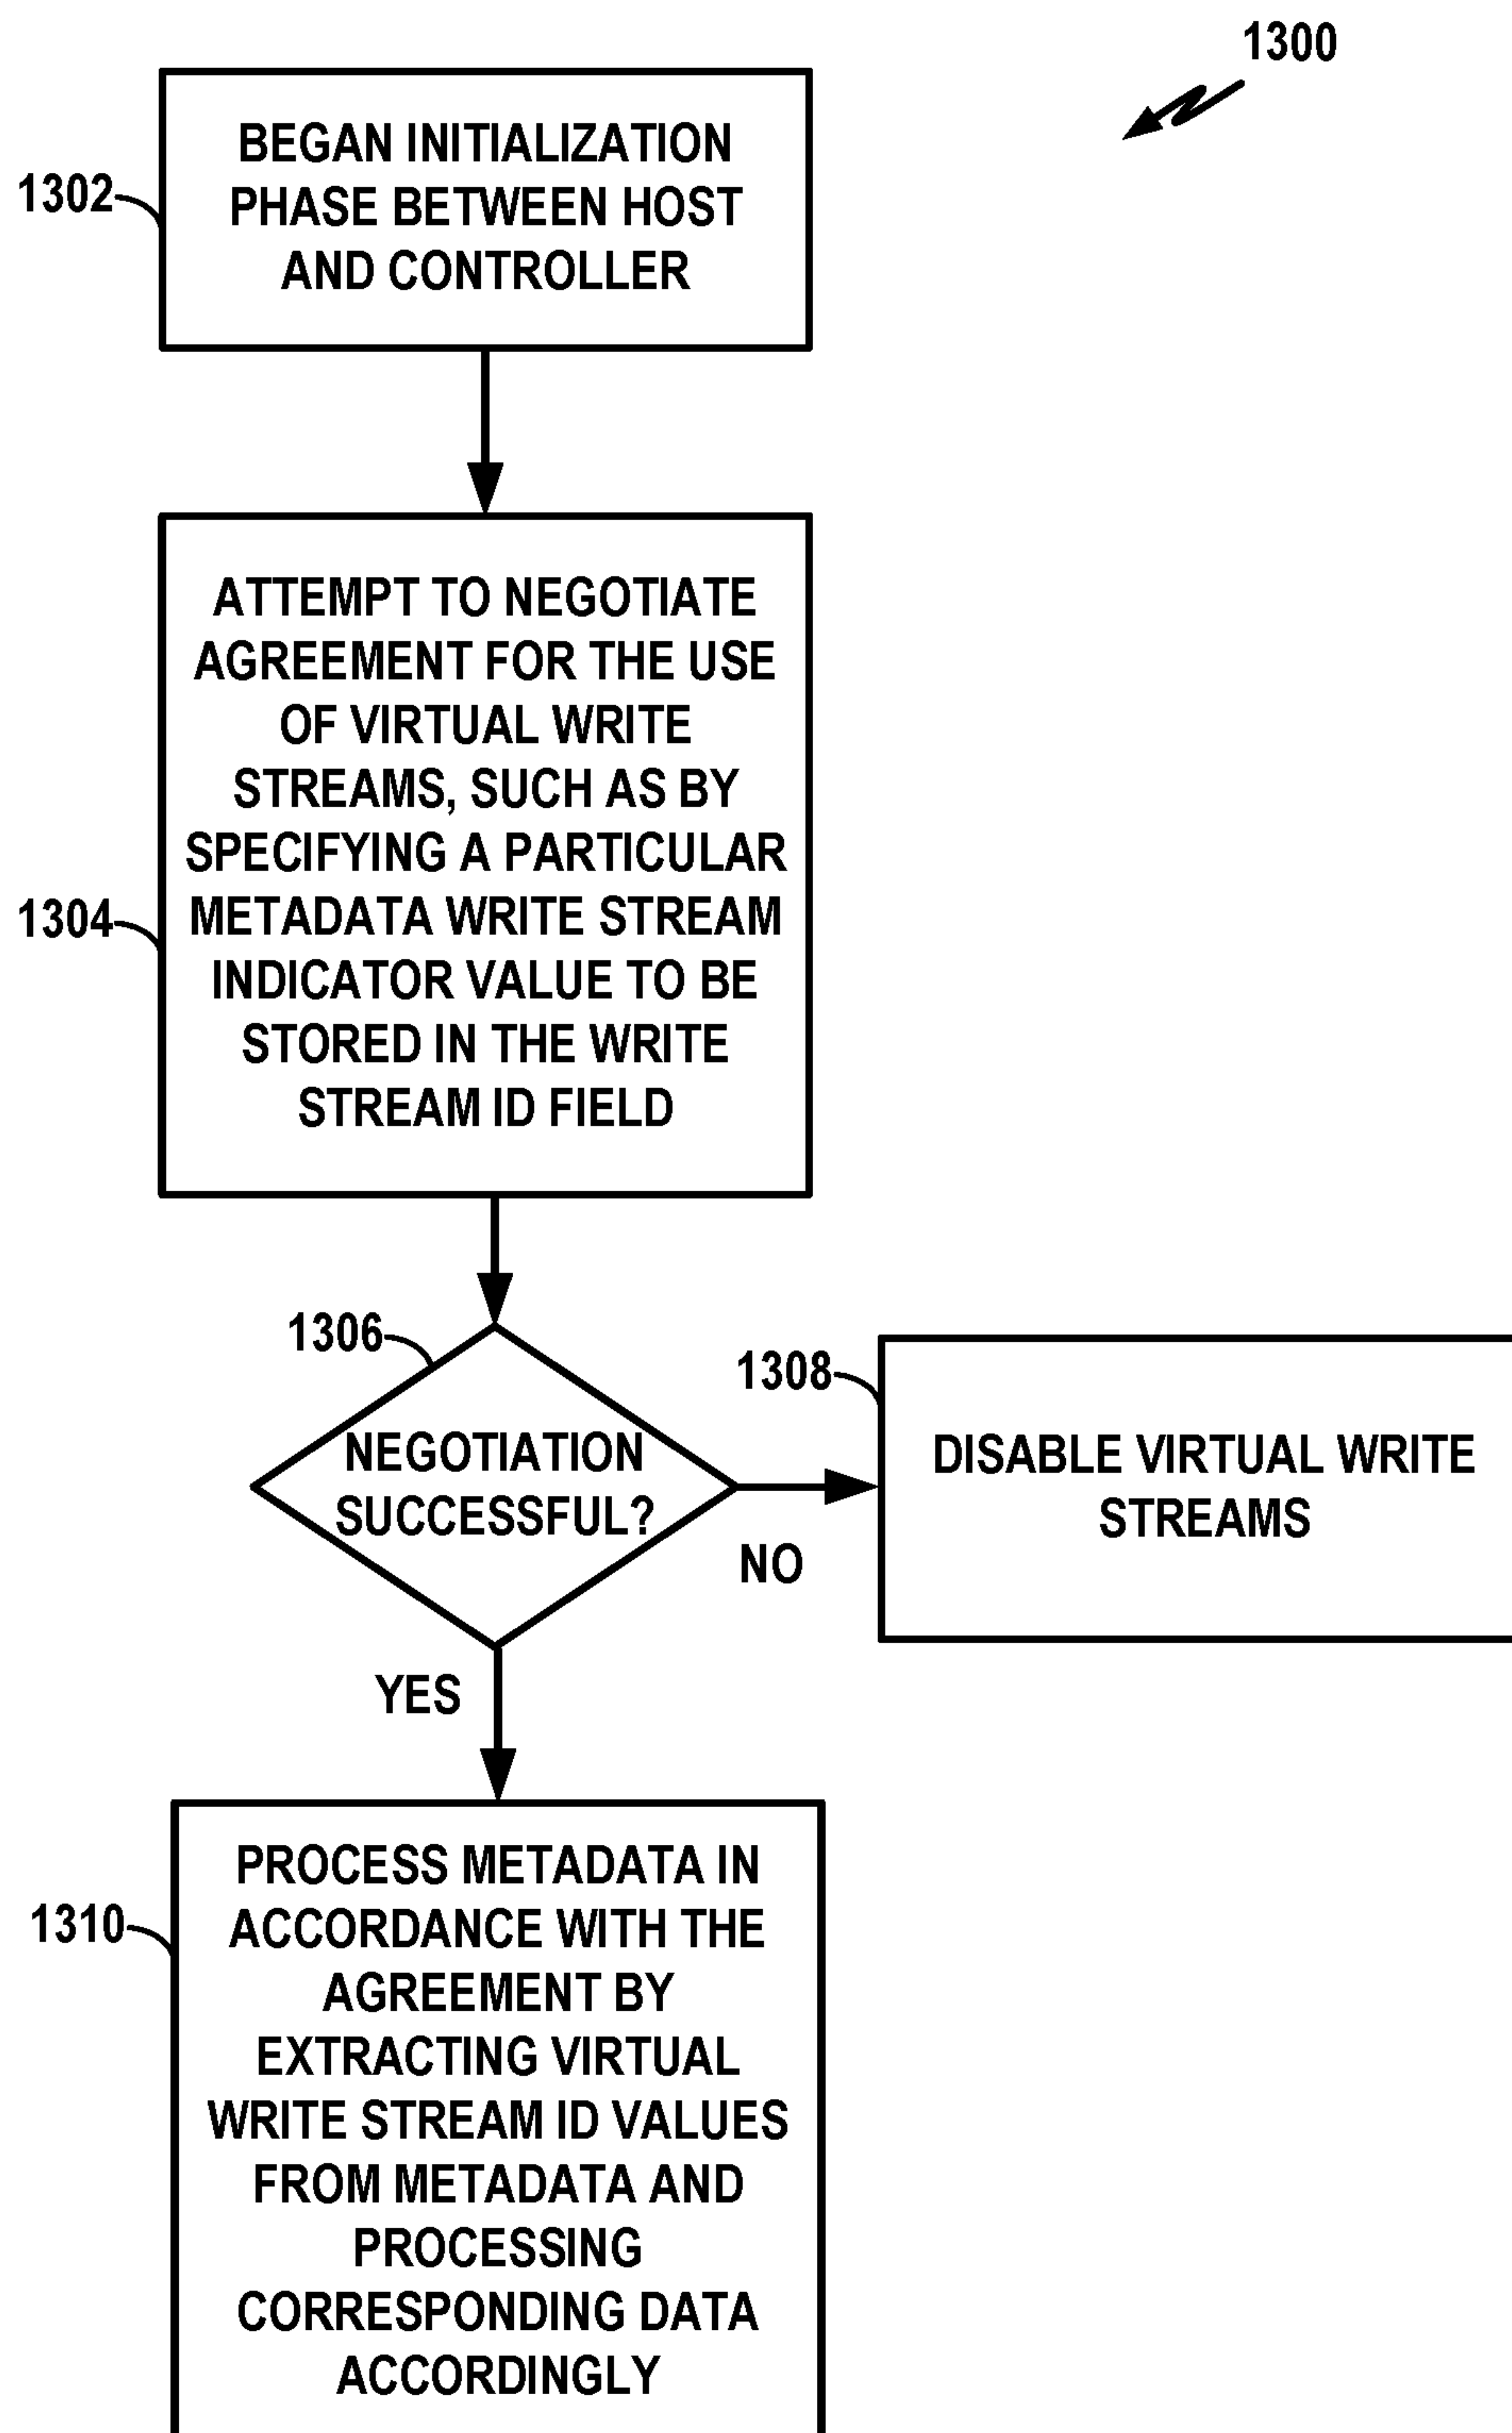 1300
1302
BEGAN INITIALIZATION
PHASE BETWEEN HOST
AND CONTROLLER
1304
ATTEMPT TO NEGOTIATE
AGREEMENT FOR THE USE
OF VIRTUAL WRITE
STREAMS, SUCH AS BY
SPECIFYING A PARTICULAR
METADATA WRITE STREAM
INDICATOR VALUE TO BE
STORED IN THE WRITE
STREAM ID FIELD
1306
NEGOTIATION
SUCCESSFUL?
NO
1308
DISABLE VIRTUAL WRITE
STREAMS
YES
1310
PROCESS METADATA IN
ACCORDANCE WITH THE
AGREEMENT BY
EXTRACTING VIRTUAL
WRITE STREAM ID VALUES
FROM METADATA AND
PROCESSING
CORRESPONDING DATA
ACCORDINGLY